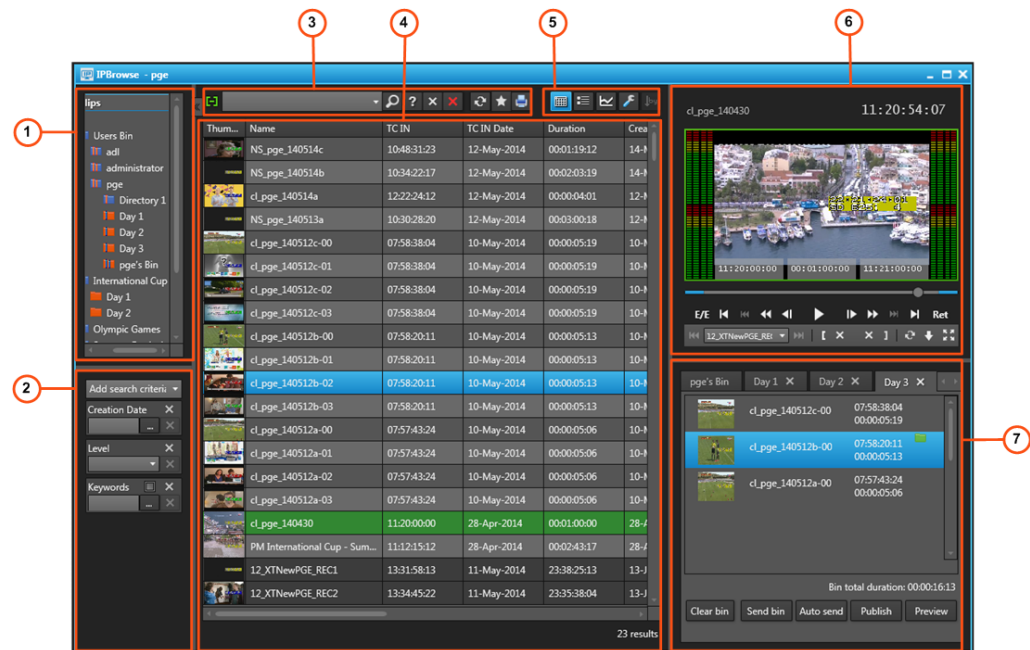 3
4
5
6
IPBrowse - pge
1
lips
Users Bin
adl
administrator
pge
Directory 1
Day 1
Day 2
Day 3
pge's Bin
International Cup
Day 1
Day 2
Olympic Games
2
Add search criteri
Creation Date
...
Level
Keywords
...
Thum... Name TC IN TC IN Date Duration Crea
NS_pge_140514c 10:48:31:23 12-May-2014 00:01:19:12 14-M
NS_pge_140514b 10:34:22:17 12-May-2014 00:02:03:19 14-M
cl_pge_140514a 12:22:24:12 12-May-2014 00:00:04:01 12-M
NS_pge_140513a 10:30:28:20 12-May-2014 00:03:00:18 12-M
cl_pge_140512c-00 07:58:38:04 10-May-2014 00:00:05:19 10-M
cl_pge_140512c-01 07:58:38:04 10-May-2014 00:00:05:19 10-M
cl_pge_140512c-02 07:58:38:04 10-May-2014 00:00:05:19 10-M
cl_pge_140512c-03 07:58:38:04 10-May-2014 00:00:05:19 10-M
cl_pge_140512b-00 07:58:20:11 10-May-2014 00:00:05:13 10-M
cl_pge_140512b-01 07:58:20:11 10-May-2014 00:00:05:13 10-M
cl_pge_140512b-02 07:58:20:11 10-May-2014 00:00:05:13 10-M
cl_pge_140512b-03 07:58:20:11 10-May-2014 00:00:05:13 10-M
cl_pge_140512a-00 07:57:43:24 10-May-2014 00:00:05:06 10-M
cl_pge_140512a-01 07:57:43:24 10-May-2014 00:00:05:06 10-M
cl_pge_140512a-02 07:57:43:24 10-May-2014 00:00:05:06 10-M
cl_pge_140512a-03 07:57:43:24 10-May-2014 00:00:05:06 10-M
cl_pge_140430 11:20:00:00 28-Apr-2014 00:01:00:00 28-A
PM International Cup - Sum... 11:12:15:12 28-Apr-2014 00:02:43:17 28-A
12_XTNewPGE_REC1 13:31:58:13 11-May-2014 23:38:25:13 13-J
12_XTNewPGE_REC2 13:34:45:22 11-May-2014 23:35:38:04 13-J
23 results
cl_pge_140430 11:20:54:07
11:20:00:00 00:01:00:00 11:21:00:00
E/E Ret
12_XTNewPGE_REC
7
pge's Bin Day 1 Day 2 Day 3
cl_pge_140512c-00 07:58:38:04
00:00:05:19
cl_pge_140512b-00 07:58:20:11
00:00:05:13
cl_pge_140512a-00 07:57:43:24
00:00:05:06
Bin total duration: 00:00:16:13
Clear bin Send bin Auto send Publish Preview